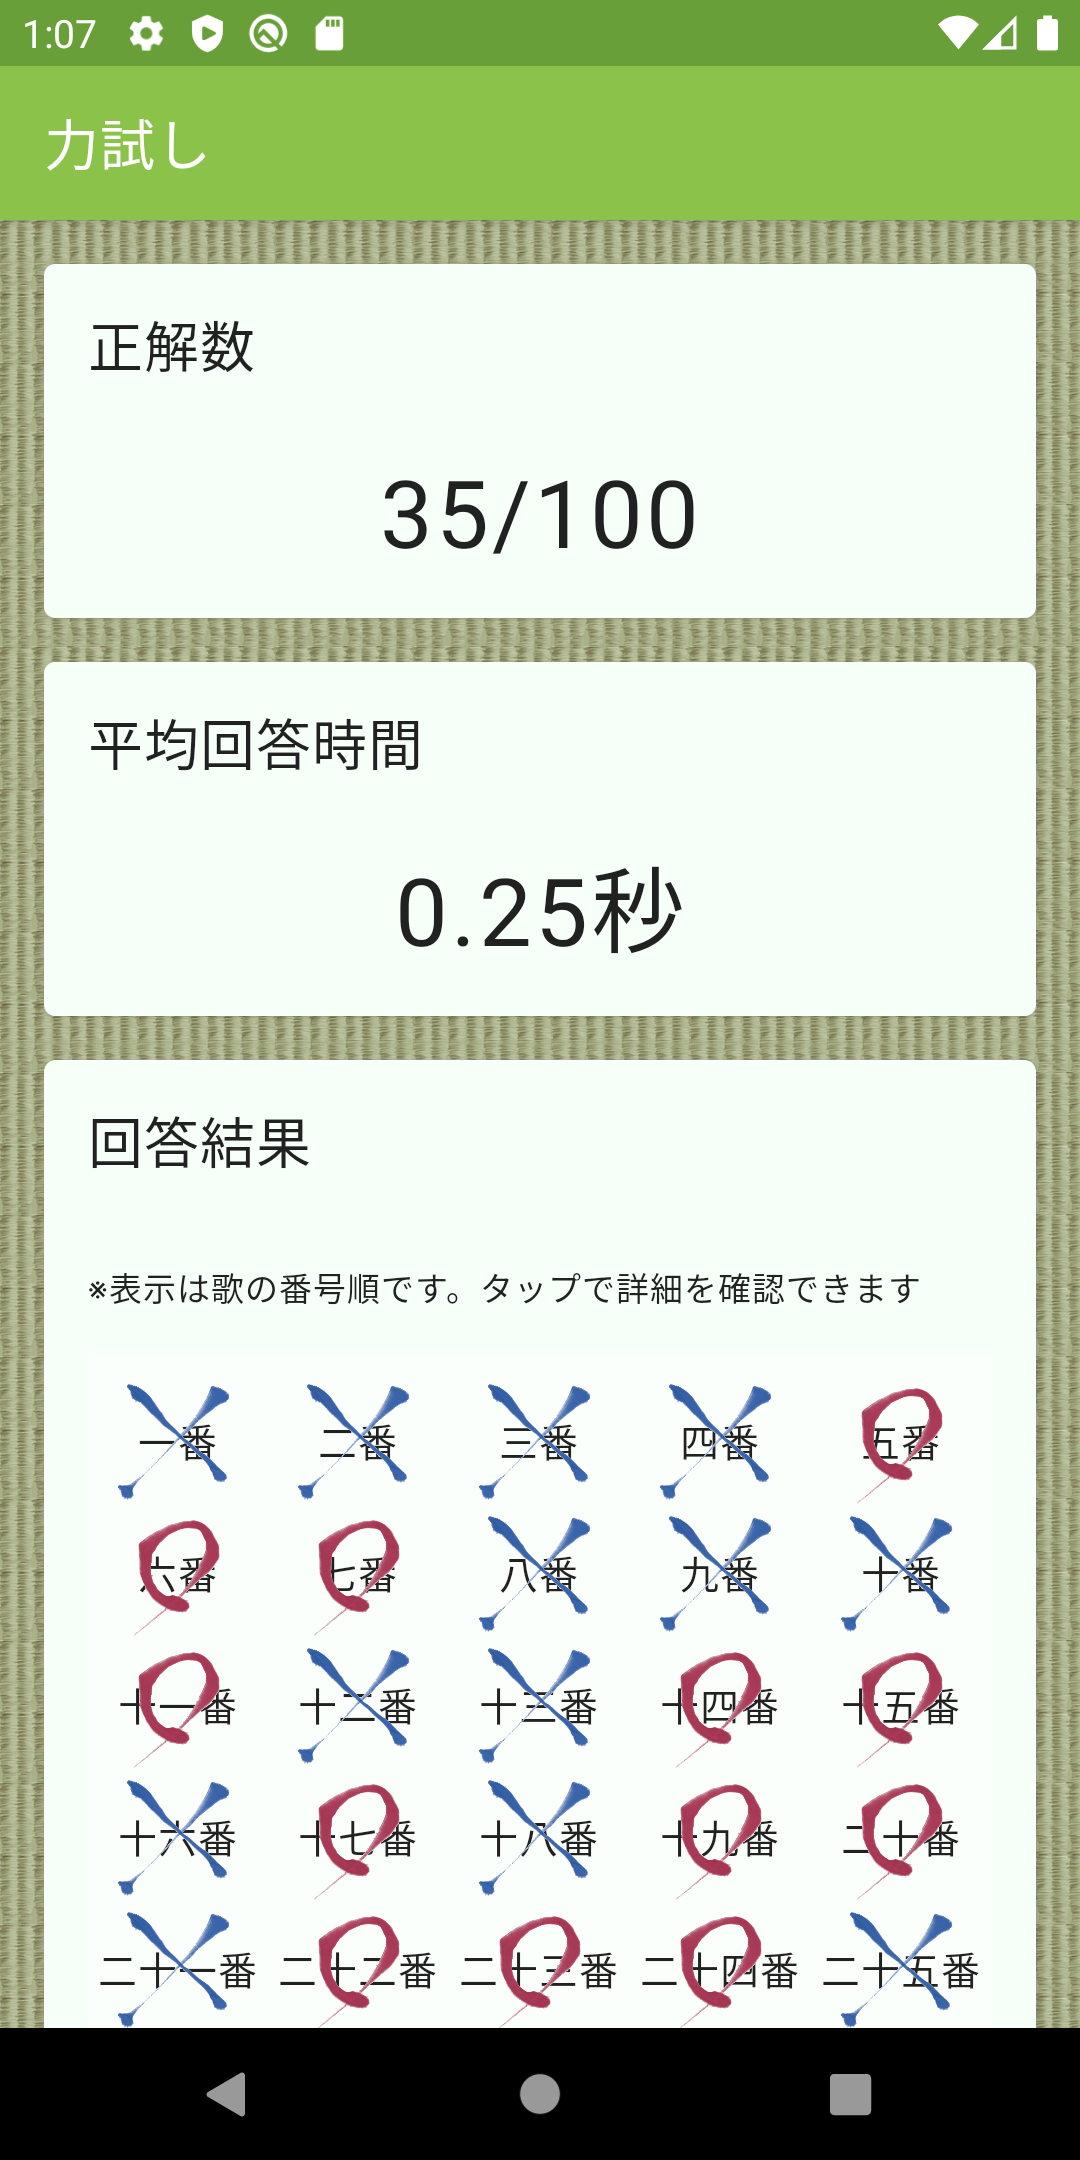 1:07
力試し
正解数
35/100
平均回答時間
0.25秒
回答結果
※表示は歌の番号順です。タップで詳細を確認できます
一番 二番 三番 四番 五番
六番 七番 八番 九番 十番
十一番 十二番 十三番 十四番 十五番
十六番 十七番 十八番 十九番 二十番
二十一番 二十二番 二十三番 二十四番 二十五番